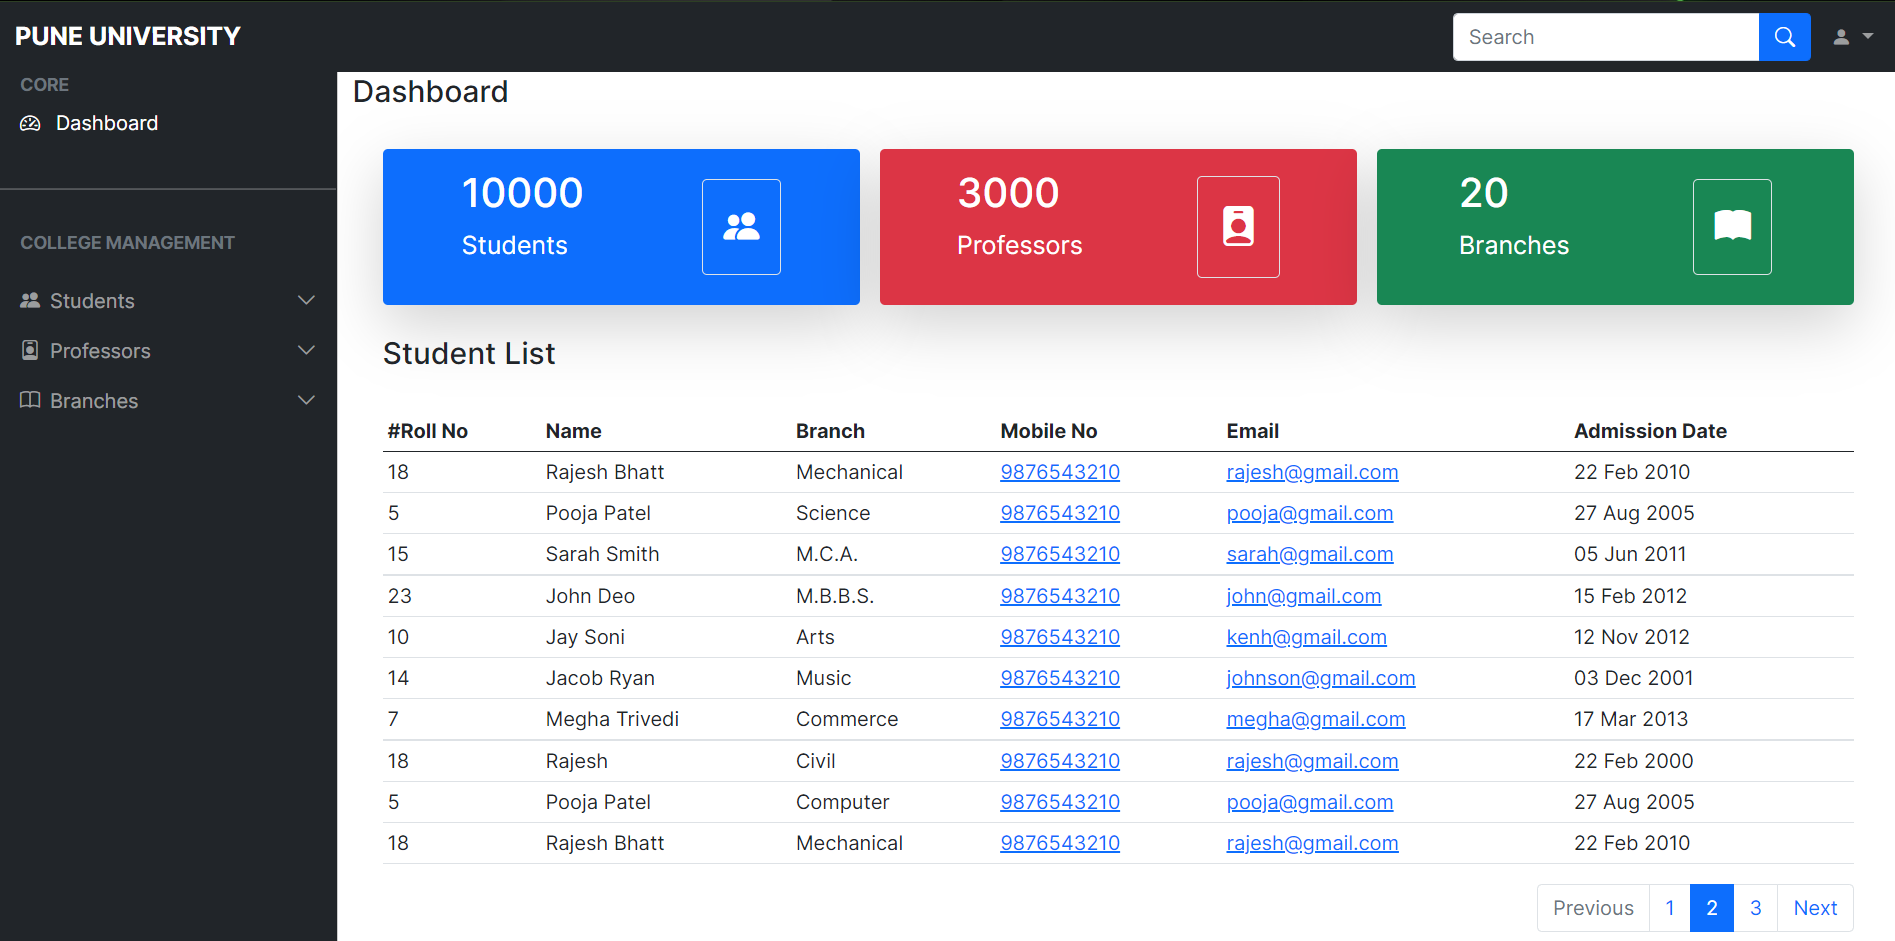 PUNE UNIVERSITY
Search
CORE
Dashboard
COLLEGE MANAGEMENT
Students
Professors
Branches
Dashboard
10000
Students
3000
Professors
20
Branches
Student List
#Roll No Name Branch Mobile No Email Admission Date
18 Rajesh Bhatt Mechanical 9876543210 rajesh@gmail.com 22 Feb 2010
5 Pooja Patel Science 9876543210 pooja@gmail.com 27 Aug 2005
15 Sarah Smith M.C.A. 9876543210 sarah@gmail.com 05 Jun 2011
23 John Deo M.B.B.S. 9876543210 john@gmail.com 15 Feb 2012
10 Jay Soni Arts 9876543210 kenh@gmail.com 12 Nov 2012
14 Jacob Ryan Music 9876543210 johnson@gmail.com 03 Dec 2001
7 Megha Trivedi Commerce 9876543210 megha@gmail.com 17 Mar 2013
18 Rajesh Civil 9876543210 rajesh@gmail.com 22 Feb 2000
5 Pooja Patel Computer 9876543210 pooja@gmail.com 27 Aug 2005
18 Rajesh Bhatt Mechanical 9876543210 rajesh@gmail.com 22 Feb 2010
Previous 1 2 3 Next